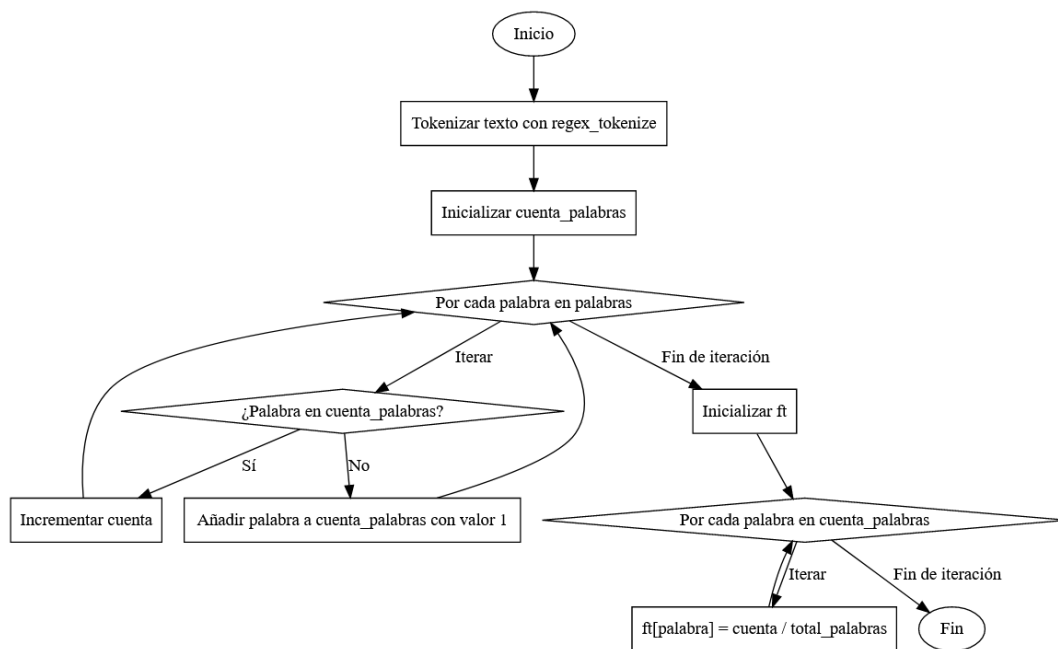 Inicio
Tokenizar texto con regex_tokenize
Inicializar cuenta_palabras
Por cada palabra en palabras
Iterar
Fin de iteración
¿Palabra en cuenta_palabras?
Inicializar ft
Sí
No
Incrementar cuenta
Añadir palabra a cuenta_palabras con valor 1
Por cada palabra en cuenta_palabras
Iterar
Fin de iteración
ft[palabra] = cuenta / total_palabras
Fin